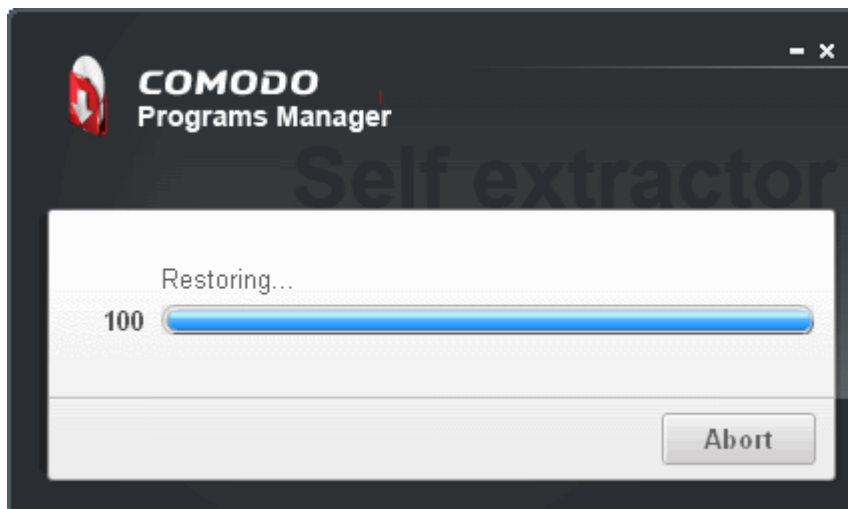 COMODO
Programs Manager
Self extractor
Restoring...
100
Abort